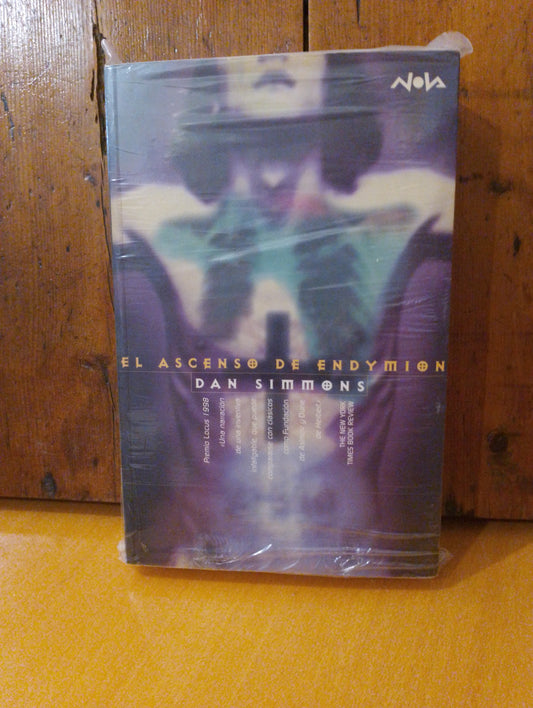 NOVA
EL ASCENSO DE ENDYMION
DAN SIMMONS
Premio Locus 1998
«Una narración
de una inventiva
inteligente que puede
compararse con clásicos
como Fundación
de Asimov y Dune
de Herbert»
THE NEW YORK
TIMES BOOK REVIEW